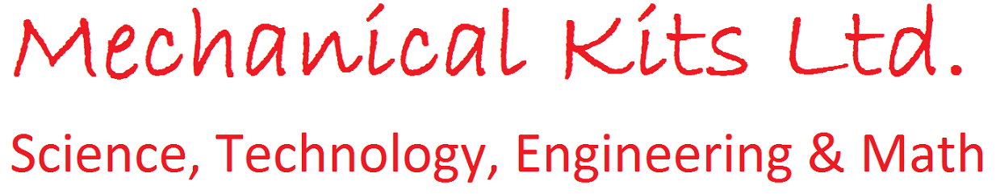 Mechanical Kits Ltd.
Science, Technology, Engineering & Math